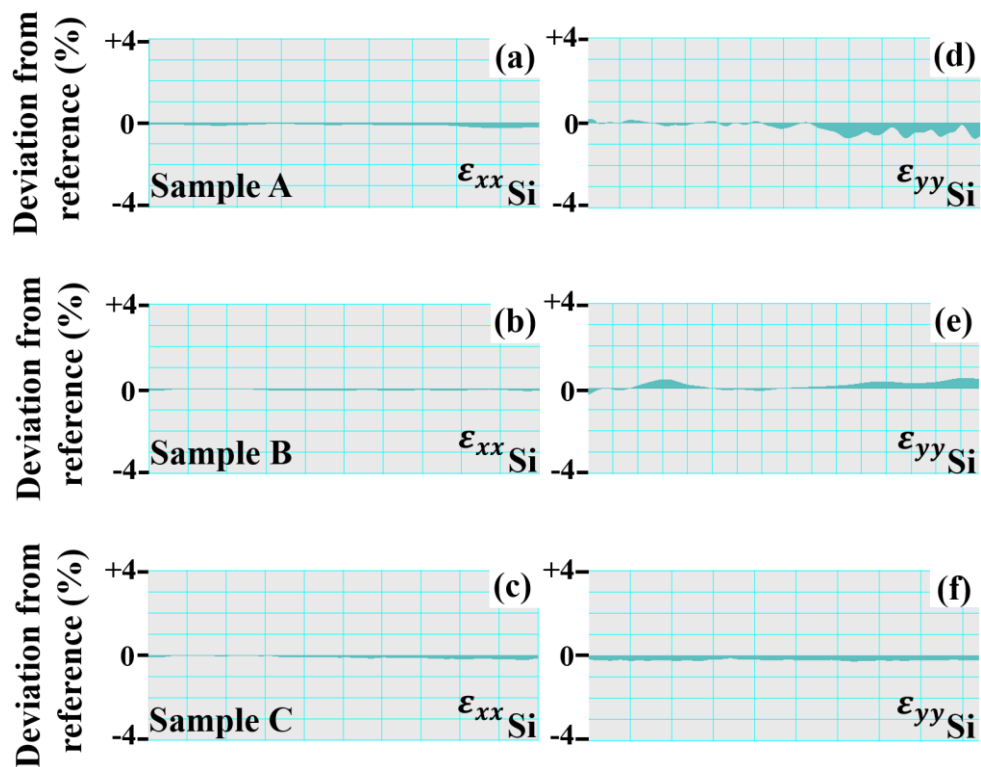 Deviation from
reference (%)
+4
0
-4
(a)
Sample A
εxx Si
+4
0
-4
(d)
εyy Si
Deviation from
reference (%)
+4
0
-4
(b)
Sample B
εxx Si
+4
0
-4
(e)
εyy Si
Deviation from
reference (%)
+4
0
-4
(c)
Sample C
εxx Si
+4
0
-4
(f)
εyy Si